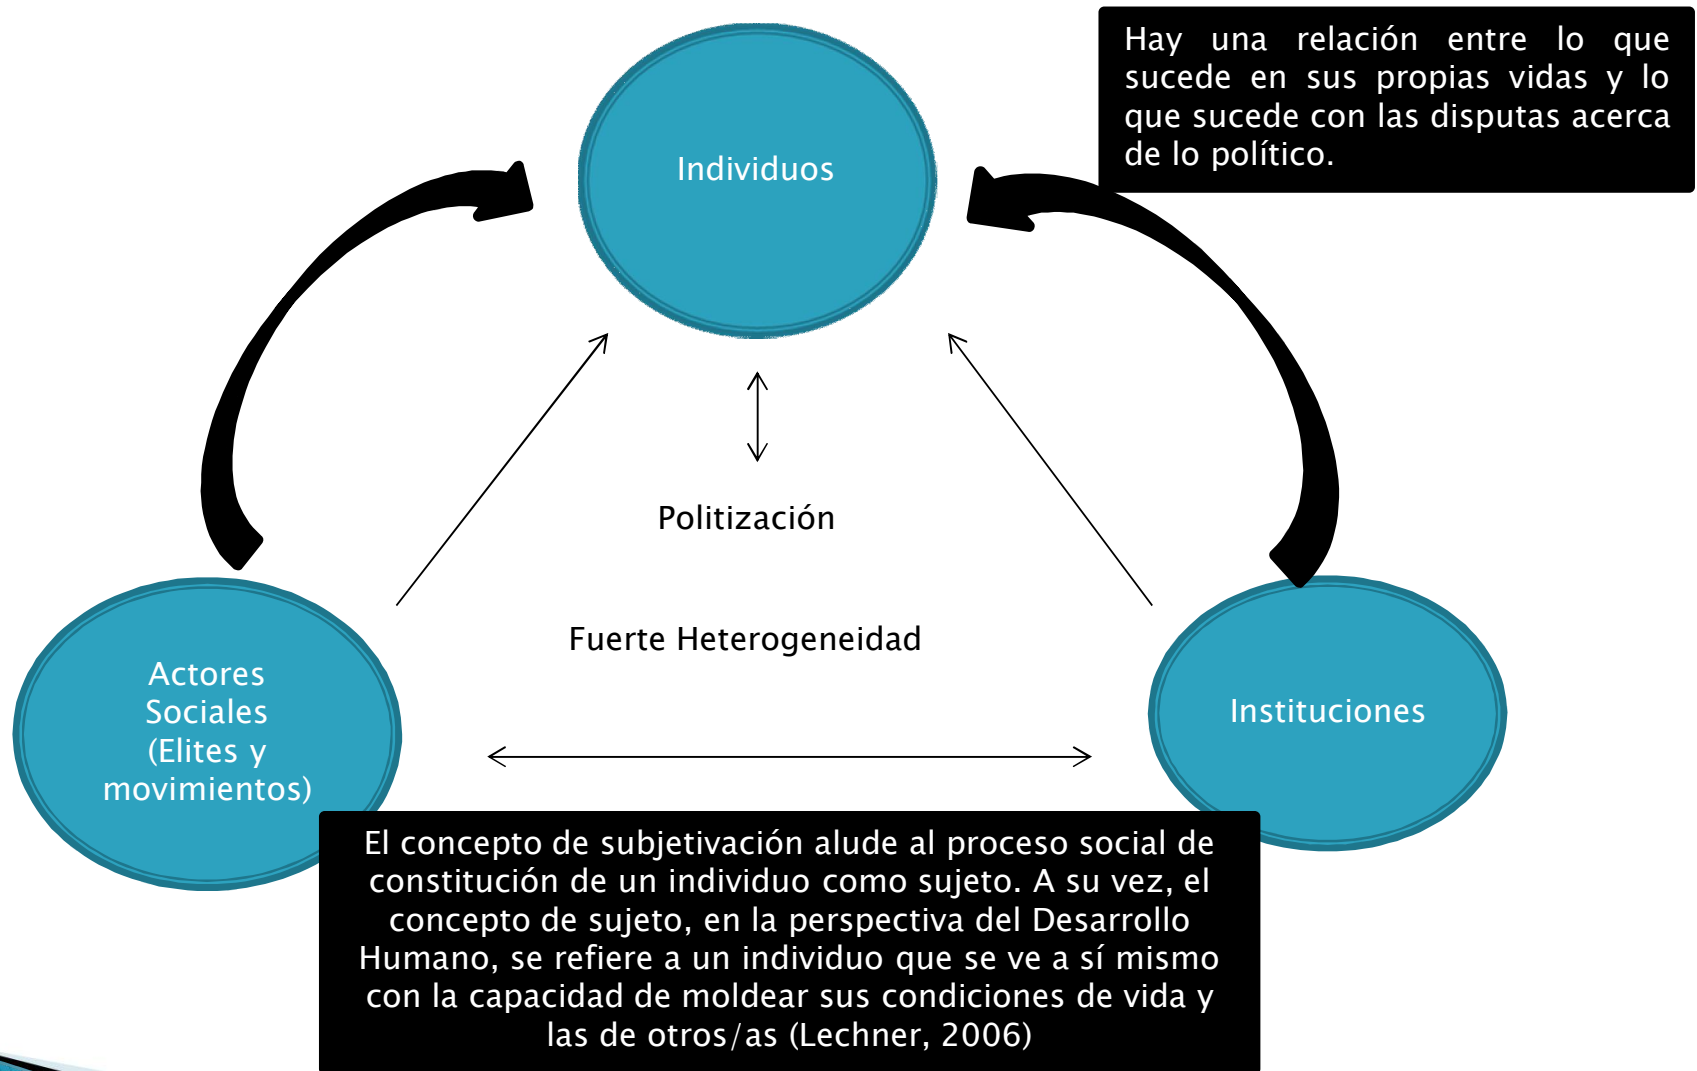 Hay una relación entre lo que
sucede en sus propias vidas y lo
que sucede con las disputas acerca
de lo político.
Individuos
Politización
Fuerte Heterogeneidad
Actores
Sociales
(Elites y
movimientos)
Instituciones
El concepto de subjetivación alude al proceso social de
constitución de un individuo como sujeto. A su vez, el
concepto de sujeto, en la perspectiva del Desarrollo
Humano, se refiere a un individuo que se ve a sí mismo
con la capacidad de moldear sus condiciones de vida y
las de otros/as (Lechner, 2006)